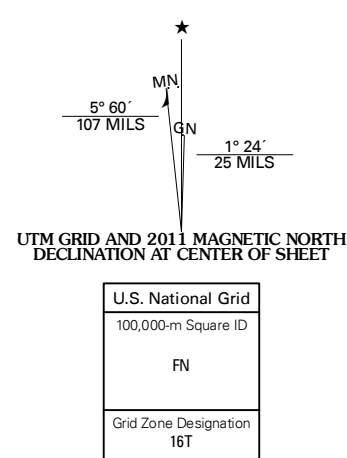 ★
M.N.
5° 60´
107 MILS
GN
1° 24´
25 MILS
UTM GRID AND 2011 MAGNETIC NORTH
DECLINATION AT CENTER OF SHEET
U.S. National Grid
100,000-m Square ID
FN
Grid Zone Designation
16T